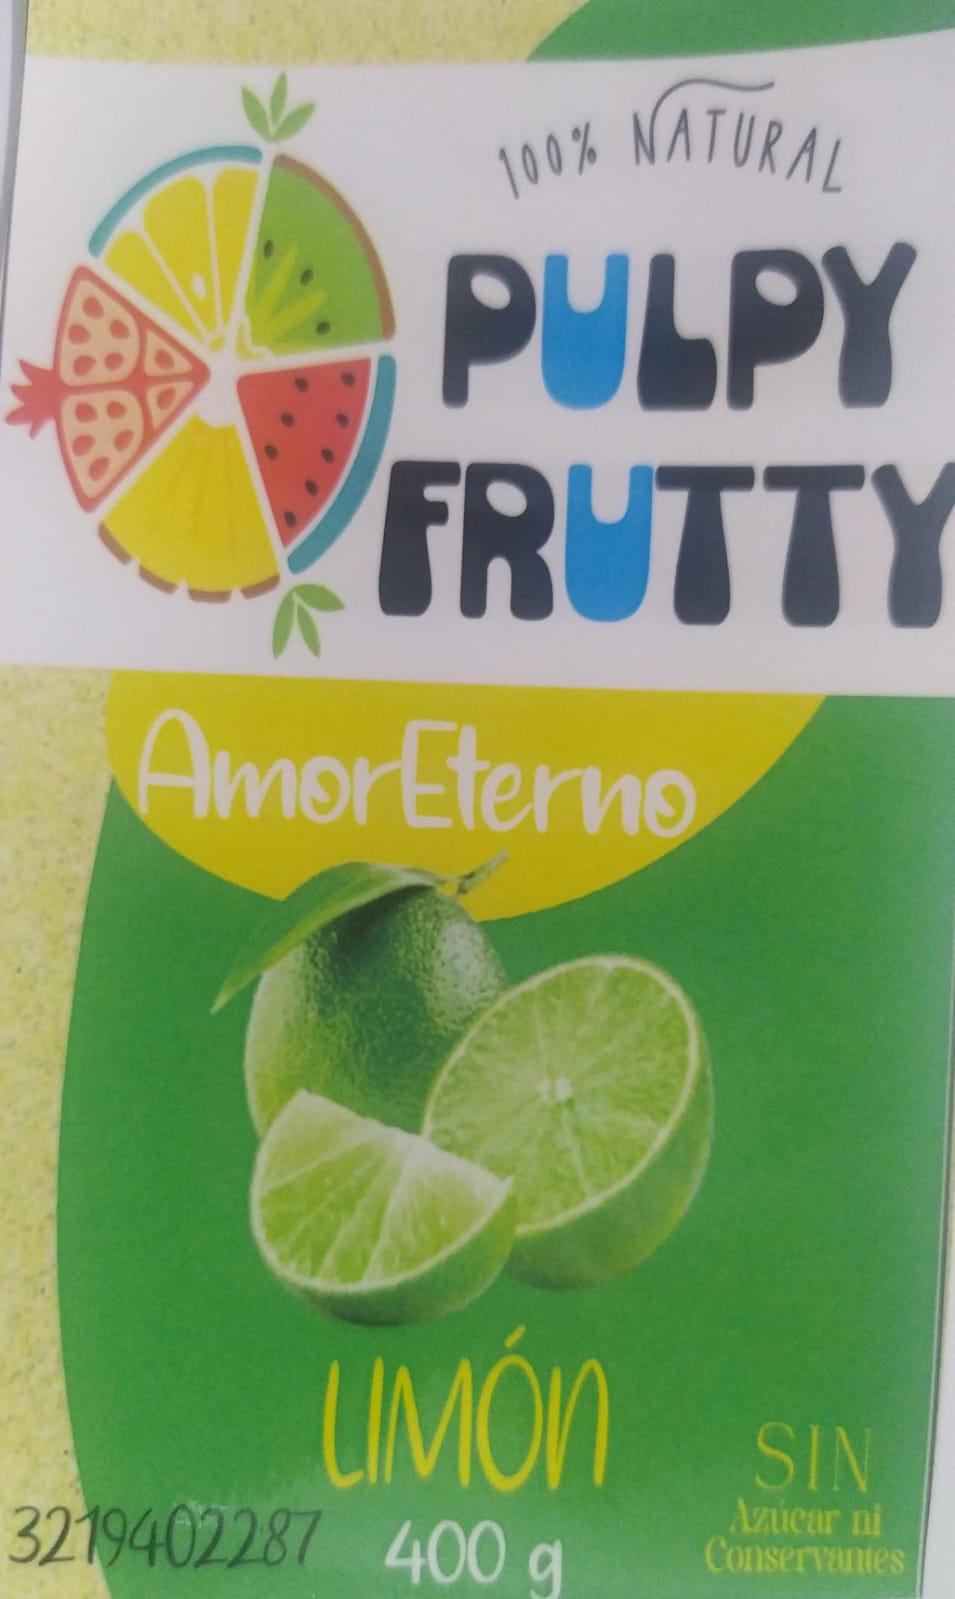 100% NATURAL
PULPY
FRUTTY
AmorEterno
LIMÓN
SIN
Azúcar ni
Conservantes
3219402287
400 g